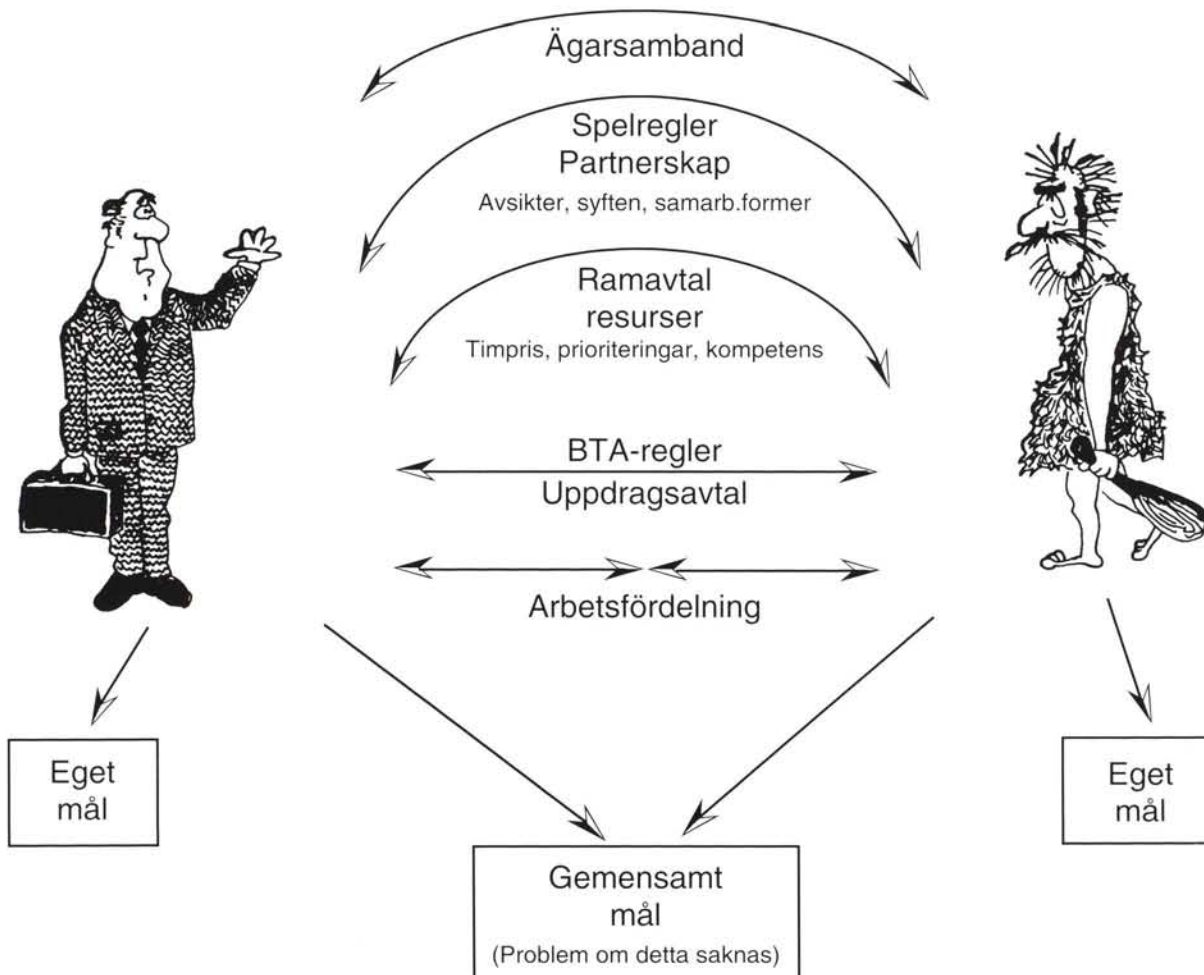 Ägarsamband
Spelregler
Partnerskap
Avsikter, syften, samarb.former
Ramavtal
resurser
Timpris, prioriteringar, kompetens
BTA-regler
Uppdragsavtal
Arbetsfördelning
Eget
mål
Eget
mål
Gemensamt
mål
(Problem om detta saknas)